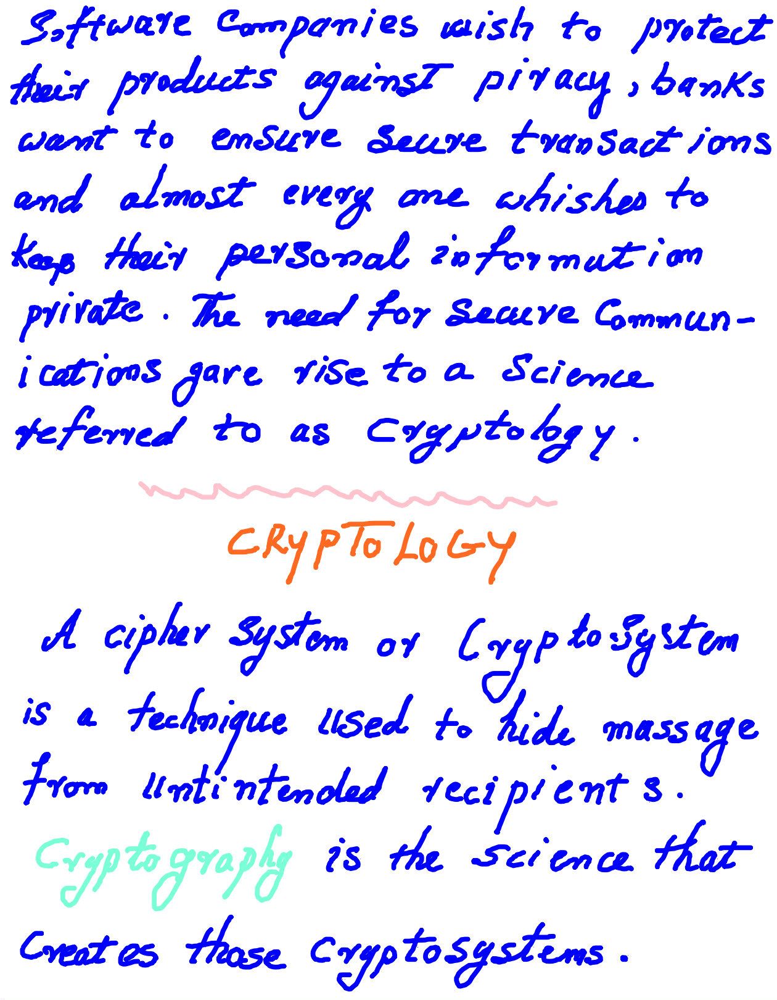 Software Companies wish to protect
their products against piracy, banks
want to ensure secure transactions
and almost every one whishes to
keep their personal information
private. The need for secure Commun-
ications gave rise to a science
referred to as Cryptology.
CRYPTOLOGY
A cipher system or Cryptosystem
is a technique used to hide massage
from untintended recipients.
Cryptography is the science that
Creates those Cryptosystems.